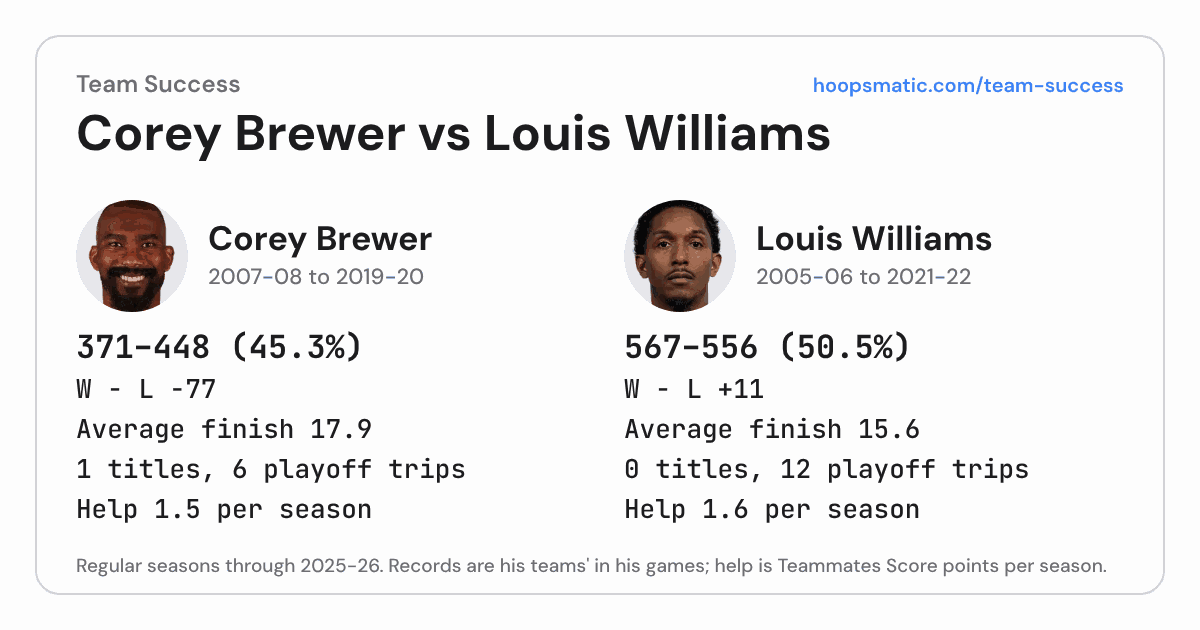 Team Success
hoopsmatic.com/team-success
Corey Brewer vs Louis Williams
Corey Brewer
2007-08 to 2019-20
371-448 (45.3%)
W - L -77
Average finish 17.9
1 titles, 6 playoff trips
Help 1.5 per season
Louis Williams
2005-06 to 2021-22
567-556 (50.5%)
W - L +11
Average finish 15.6
0 titles, 12 playoff trips
Help 1.6 per season
Regular seasons through 2025-26. Records are his teams' in his games; help is Teammates Score points per season.